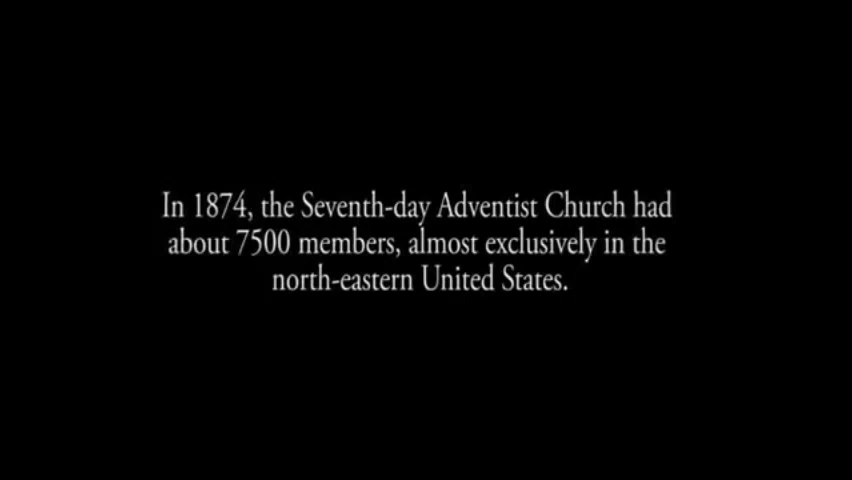 In 1874, the Seventh-day Adventist Church had
about 7500 members, almost exclusively in the
north-eastern United States.